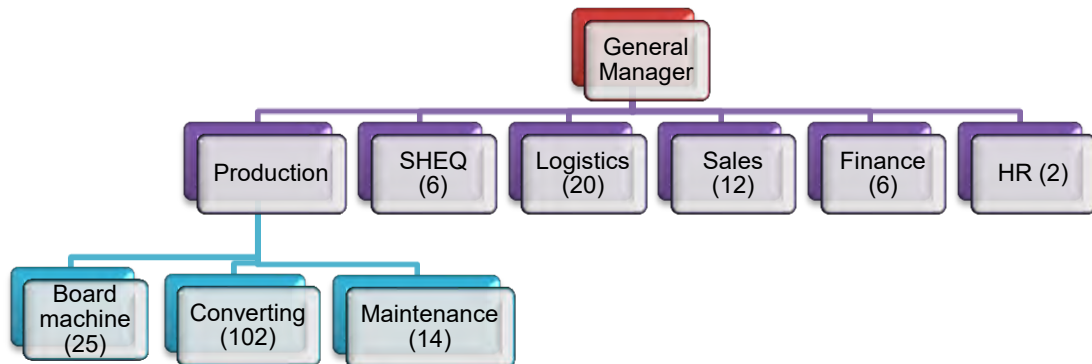 General
Manager
Production
SHEQ
(6)
Logistics
(20)
Sales
(12)
Finance
(6)
HR (2)
Board
machine
(25)
Converting
(102)
Maintenance
(14)